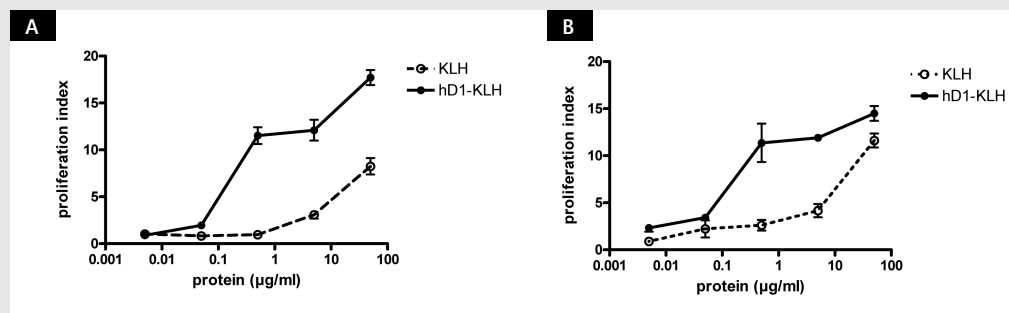 A
proliferation index
20
15
10
5
0
0.001 0.01 0.1 1 10 100
protein (µg/ml)
KLH
hD1-KLH
B
proliferation index
20
15
10
5
0
0.001 0.01 0.1 1 10 100
protein (µg/ml)
KLH
hD1-KLH